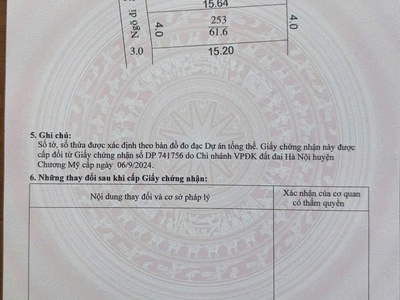 15.64
Ngõ đi
4.0
253
61.6
4.0
3.0
15.20
5. Ghi chú:
Số tờ, số thửa được xác định theo bản đồ đo đạc Dự án tổng thể. Giấy chứng nhận này được
cấp đổi từ Giấy chứng nhận số DP 741756 do Chi nhánh VPĐK đất đai Hà Nội huyện
Chương Mỹ cấp ngày 06/9/2024.
6. Những thay đổi sau khi cấp Giấy chứng nhận:
Nội dung thay đổi và cơ sở pháp lý
Xác nhận của cơ quan
có thẩm quyền